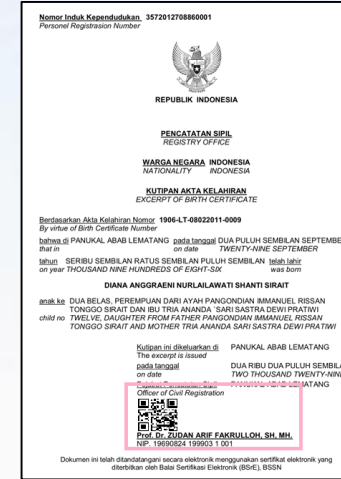 Nomor Induk Kependudukan 3572012708860001
Personel Registrasion Number
REPUBLIK INDONESIA
PENCATATAN SIPIL
REGISTRY OFFICE
WARGA NEGARA INDONESIA
NATIONALITY INDONESIA
KUTIPAN AKTA KELAHIRAN
EXCERPT OF BIRTH CERTIFICATE
Berdasarkan Akta Kelahiran Nomor 1906-LT-08022011-0009
By virtue of Birth Certificate Number
bahwa di PANUKAL ABAB LEMATANG pada tanggal DUA PULUH SEMBILAN SEPTEMBE
that in on date TWENTY-NINE SEPTEMBER
tahun SERIBU SEMBILAN RATUS SEMBILAN PULUH SEMBILAN telah lahir
on year THOUSAND NINE HUNDREDS OF EIGHT-SIX was born
DIANA ANGGRAENI NURLAILAWATI SHANTI SIRAIT
anak ke DUA BELAS, PEREMPUAN DARI AYAH PANGONDIAN IMMANUEL RISSAN
TONGGO SIRAIT DAN IBU TRIA ANANDA `SARI SASTRA DEWI PRATIWI
child no TWELVE, DAUGHTER FROM FATHER PANGONDIAN IMMANUEL RISSAN
TONGGO SIRAIT AND MOTHER TRIA ANANDA SARI SASTRA DEWI PRATIWI
Kutipan ini dikeluarkan di PANUKAL ABAB LEMATANG
The excerpt is issued
pada tanggal DUA RIBU DUA PULUH SEMBILA
on date TWO THOUSAND TWENTY-NINE
Pejabat Pencatatan Sipil PANUKAL ABAB LEMATANG
Officer of Civil Registration
Prof. Dr. ZUDAN ARIF FAKRULLOH, SH, MH.
NIP. 19690824 199903 1 001
Dokumen ini telah ditandatangani secara elektronik menggunakan sertifikat elektronik yang
diterbitkan oleh Balai Sertifikasi Elektronik (BSrE), BSSN